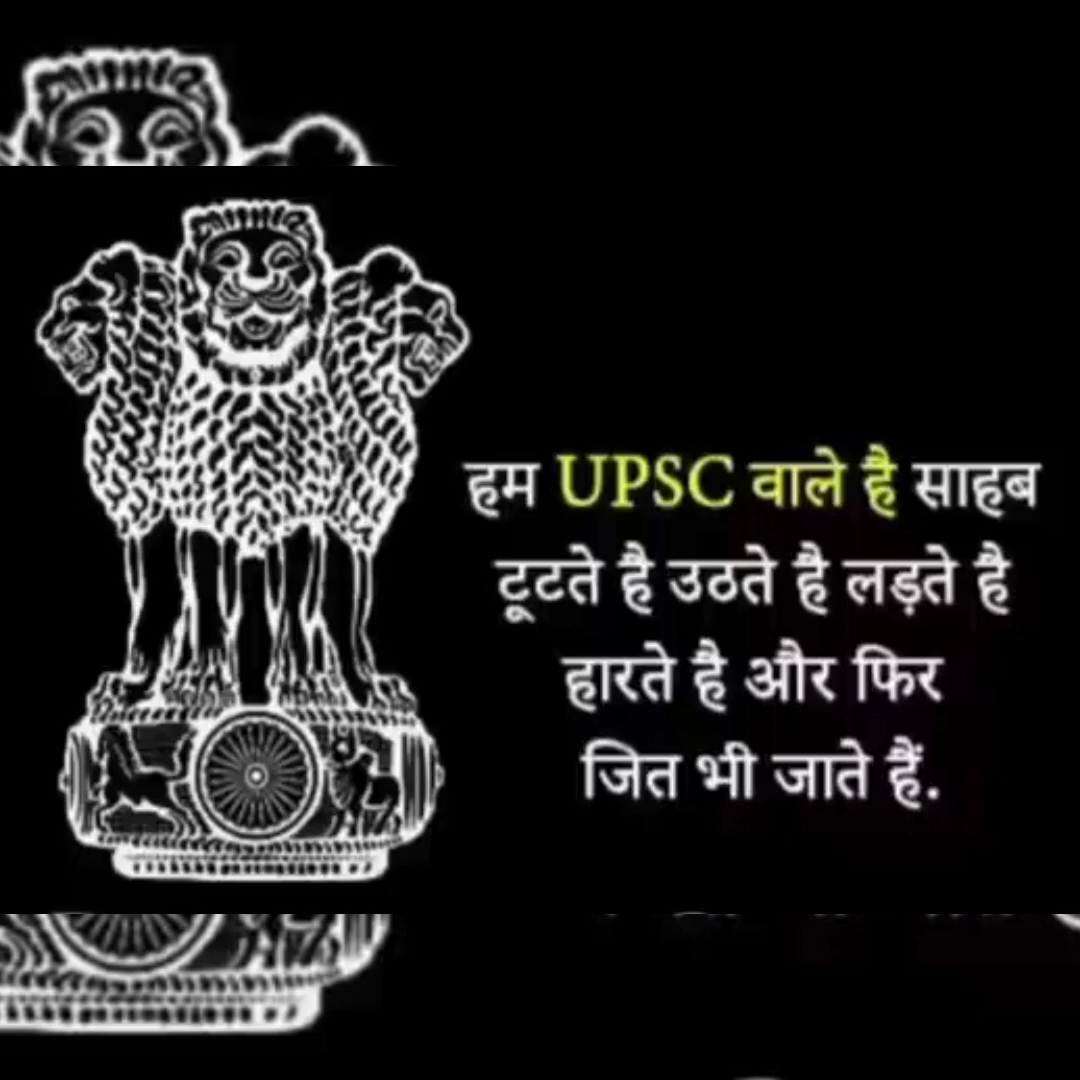 हम UPSC वाले है साहब
टूटते है उठते है लड़ते है
हारते है और फिर
जित भी जाते हैं.